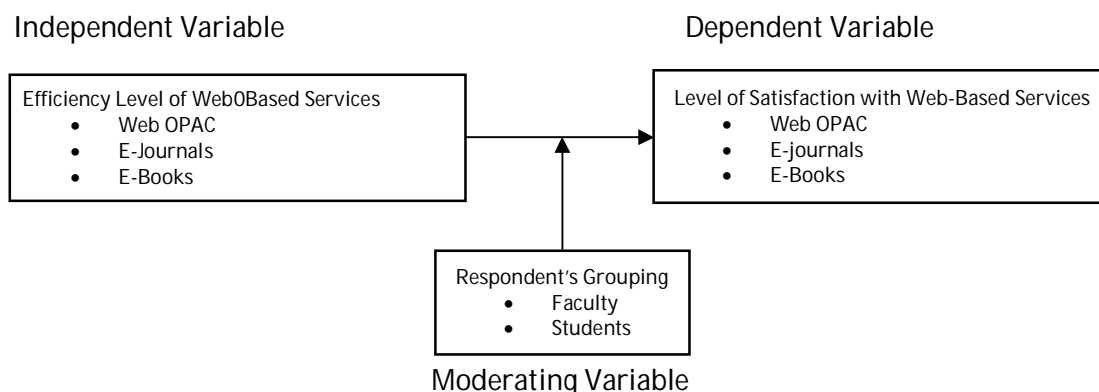 Independent Variable
Dependent Variable
Efficiency Level of Web0Based Services
• Web OPAC
• E-Journals
• E-Books
Level of Satisfaction with Web-Based Services
• Web OPAC
• E-journals
• E-Books
Respondent's Grouping
• Faculty
• Students
Moderating Variable